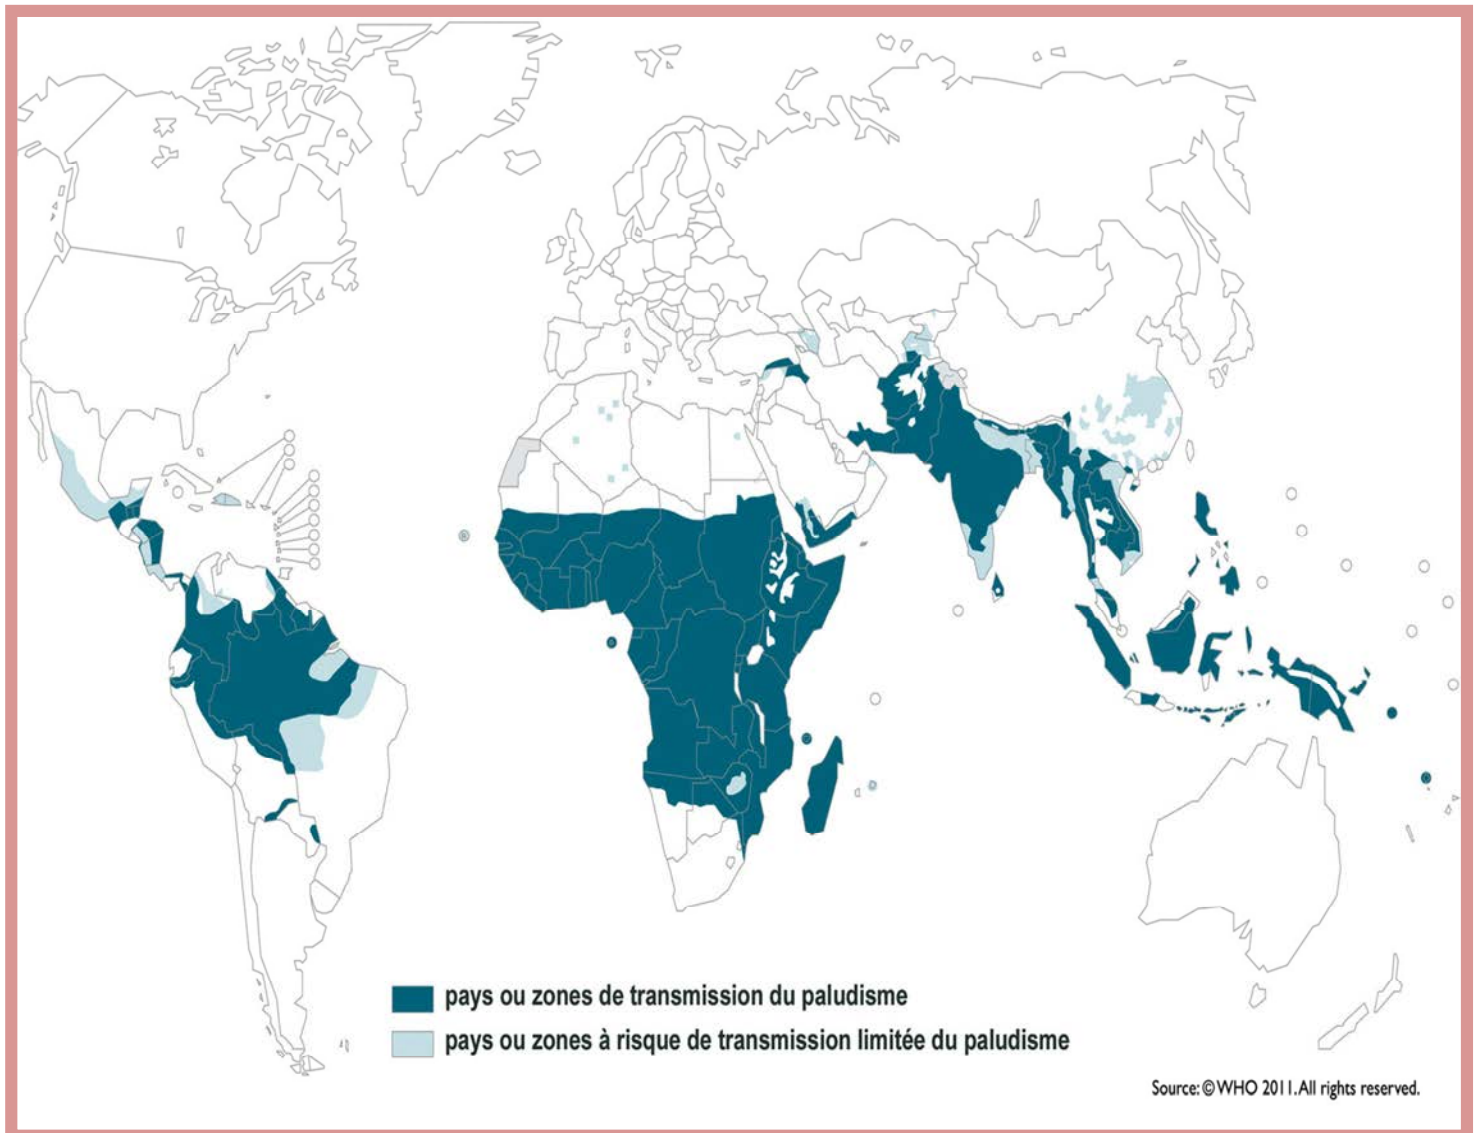 pays ou zones de transmission du paludisme
pays ou zones à risque de transmission limitée du paludisme
Source: © WHO 2011. All rights reserved.